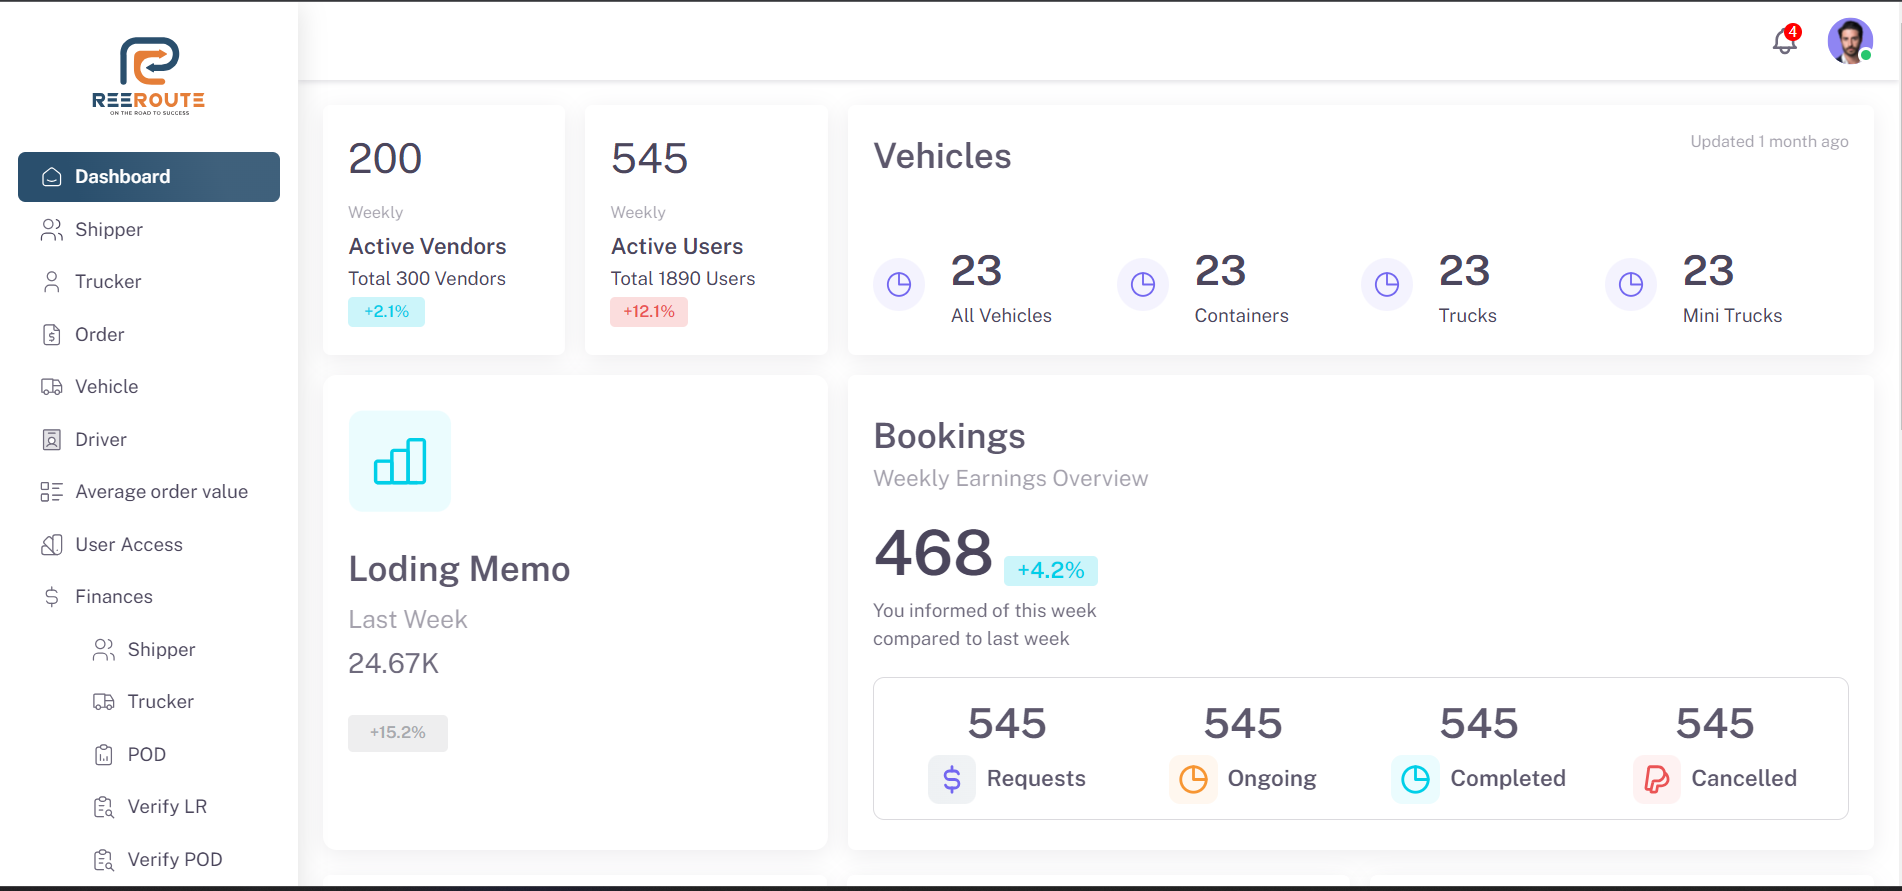 REEROUTE
ON THE ROAD TO SUCCESS
Dashboard
Shipper
Trucker
Order
Vehicle
Driver
Average order value
User Access
Finances
Shipper
Trucker
POD
Verify LR
Verify POD
4
200
Weekly
Active Vendors
Total 300 Vendors
+2.1%
545
Weekly
Active Users
Total 1890 Users
+12.1%
Vehicles
Updated 1 month ago
23
All Vehicles
23
Containers
23
Trucks
23
Mini Trucks
Loding Memo
Last Week
24.67K
+15.2%
Bookings
Weekly Earnings Overview
468
+4.2%
You informed of this week
compared to last week
545
Requests
545
Ongoing
545
Completed
545
Cancelled